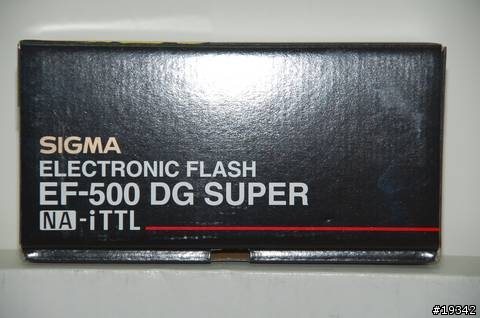 SIGMA
ELECTRONIC FLASH
EF-500 DG SUPER
NA-iTTL
#19342